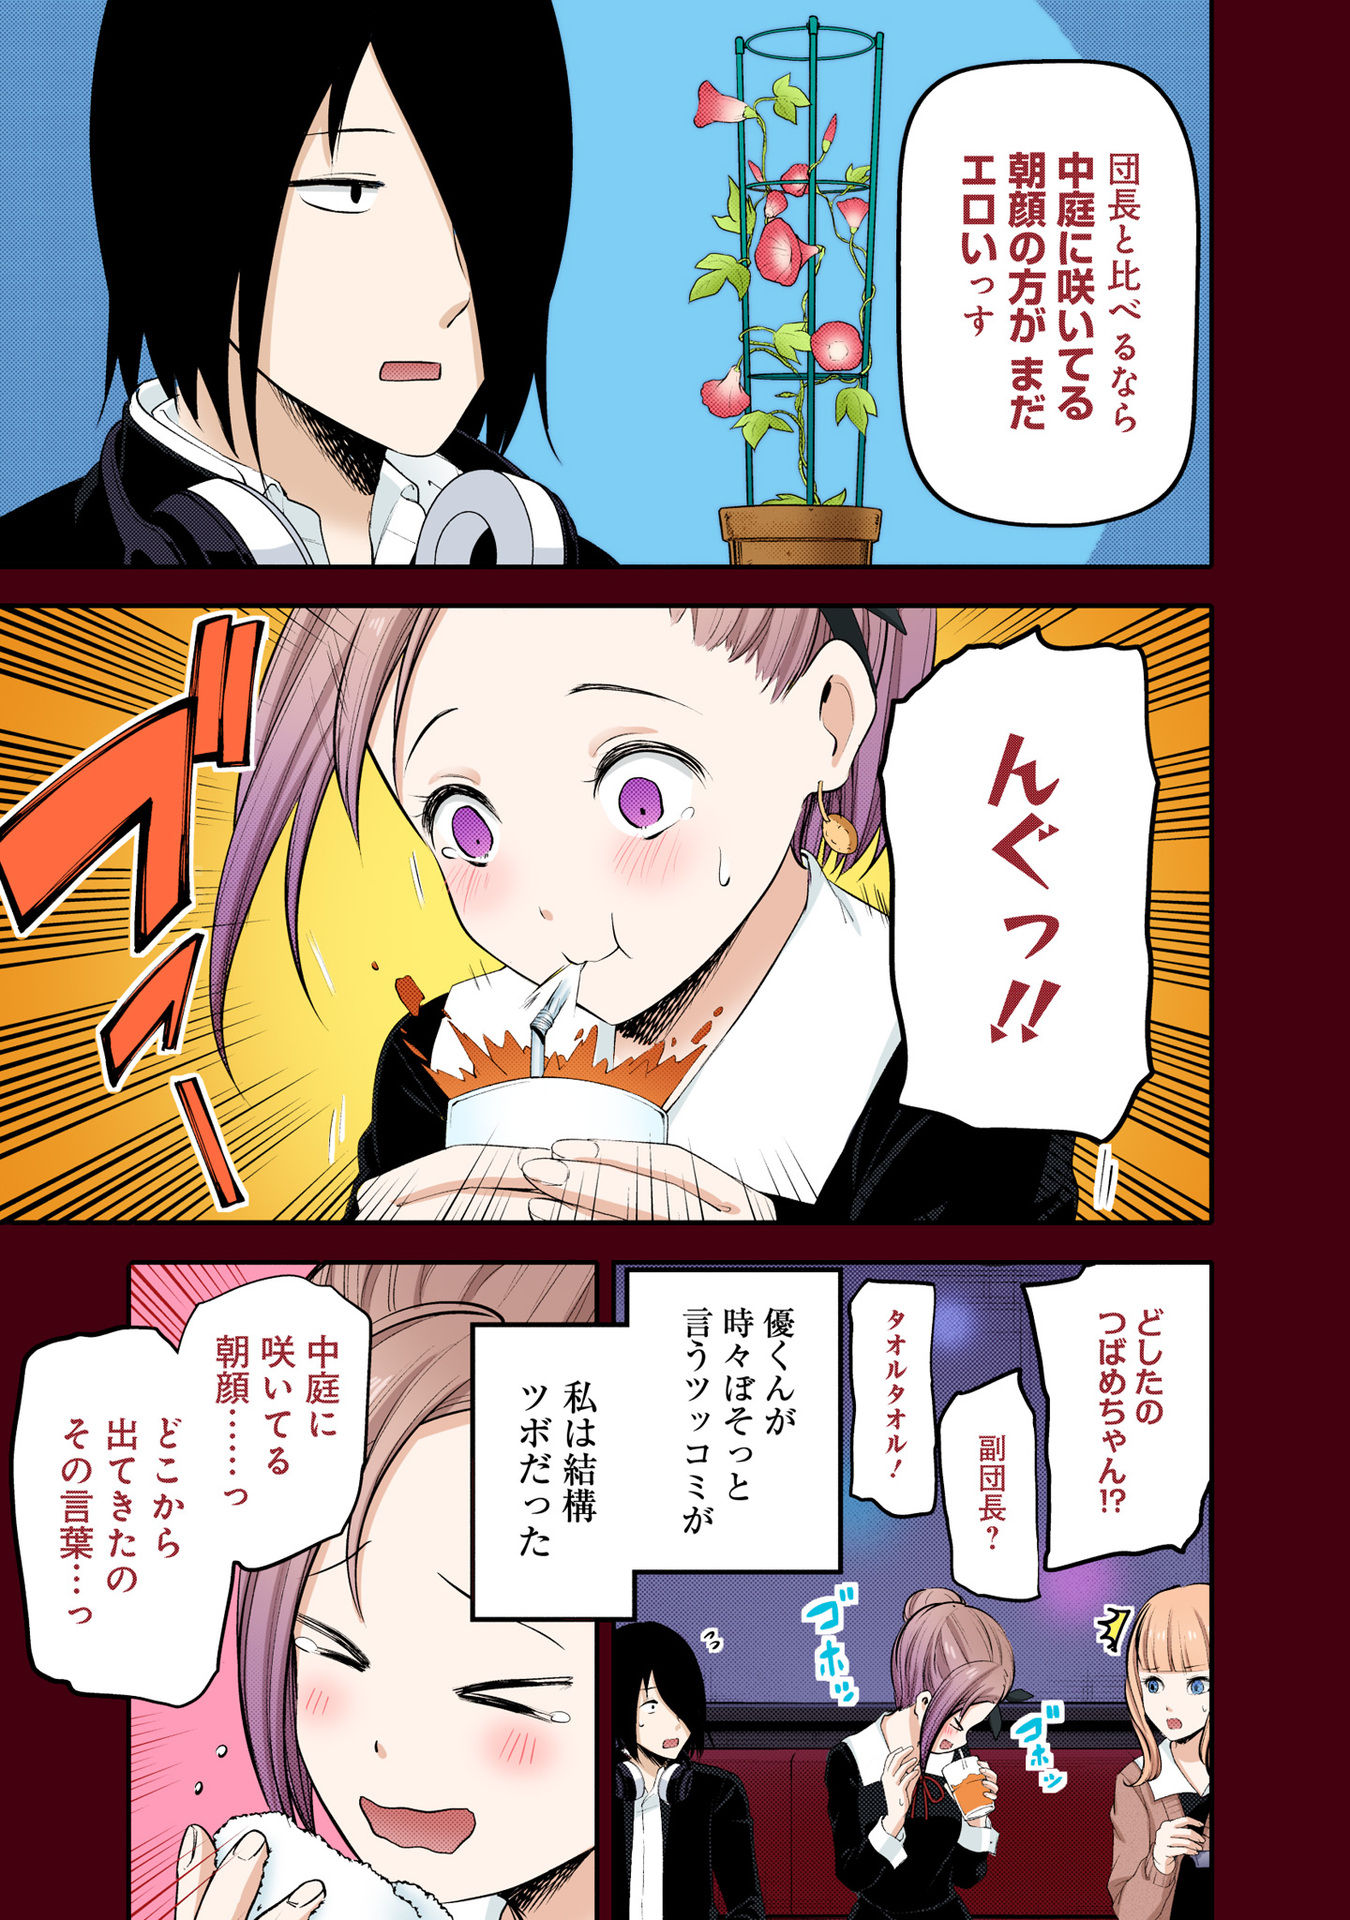 団長と比べるなら
中庭に咲いてる
朝顔の方が まだ
エロいっす
んぐっ!!
ブブー
どしたの
つばめちゃん!?
副団長?
タオルタオル!
ゴホッ
ゴホッ
優くんが
時々ぼそっと
言うツッコミが
私は結構
ツボだった
中庭に
咲いてる
朝顔……っ
どこから
出てきたの
その言葉…っ